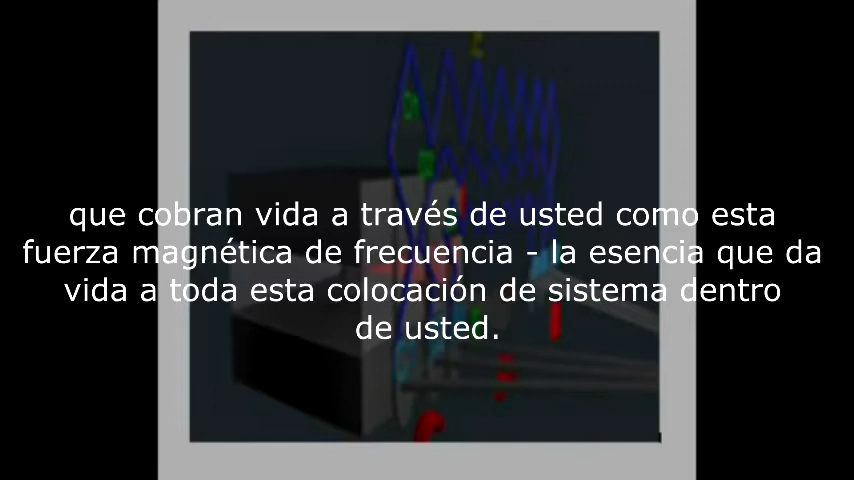 que cobran vida a través de usted como esta
fuerza magnética de frecuencia - la esencia que da
vida a toda esta colocación de sistema dentro
de usted.